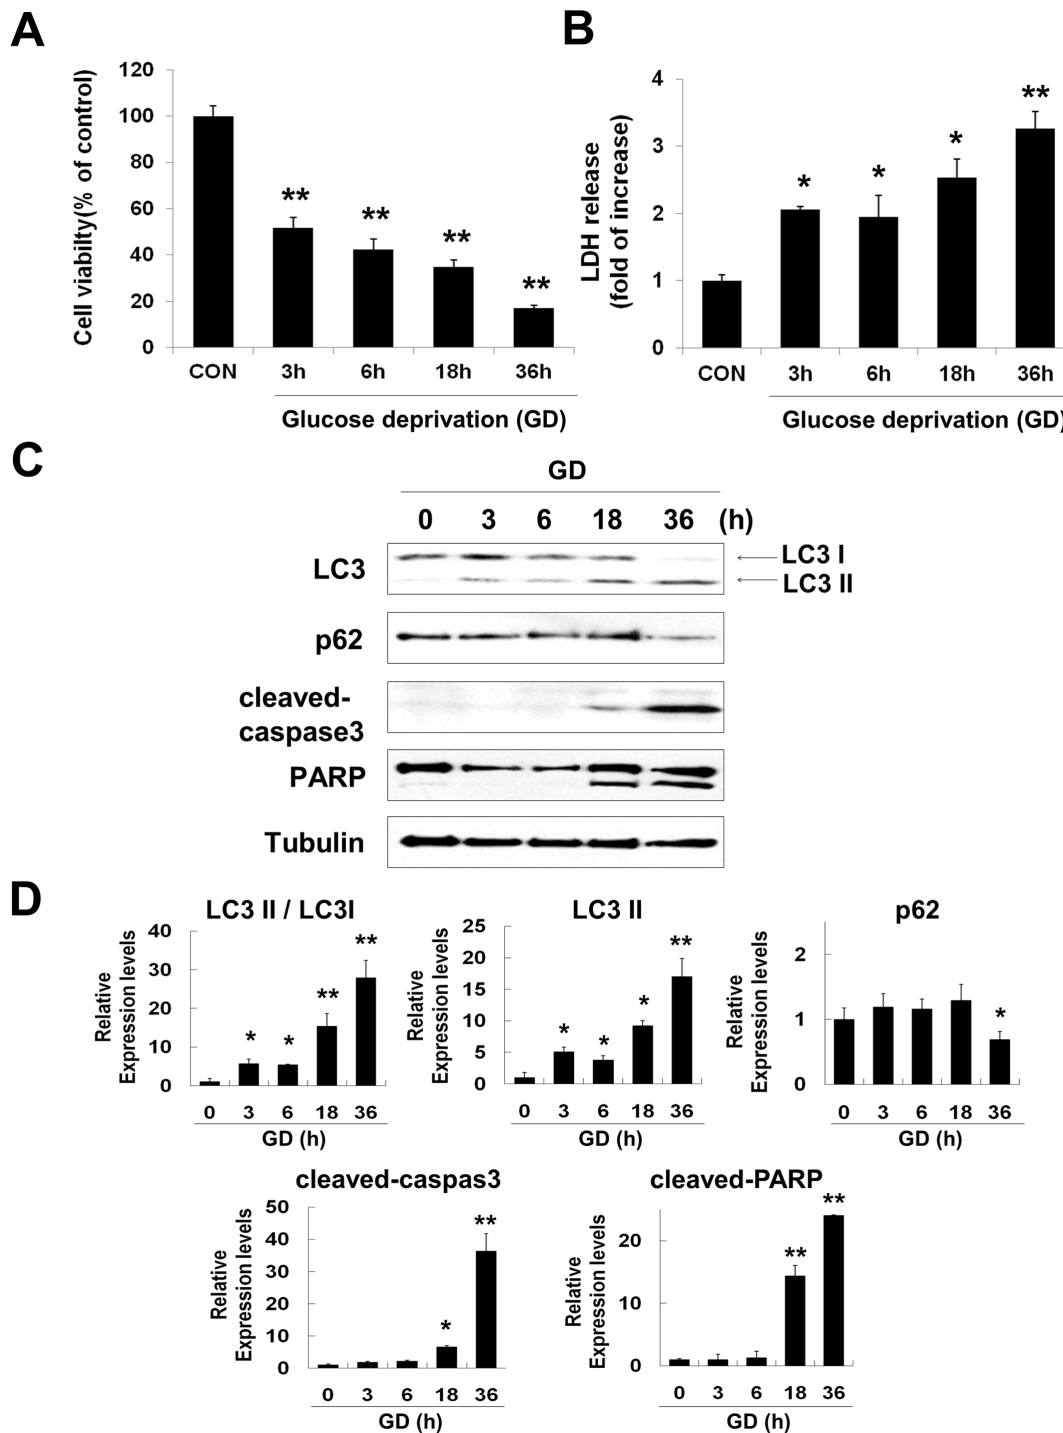 A
Cell viabilty(% of control)
120
100
80
60
40
20
0
**
**
**
**
CON 3h 6h 18h 36h
Glucose deprivation (GD)
B
LDH release
(fold of increase)
4
3
2
1
0
*
*
*
**
CON 3h 6h 18h 36h
Glucose deprivation (GD)
C
GD
0 3 6 18 36 (h)
LC3
LC3 I
LC3 II
p62
cleaved-
caspase3
PARP
Tubulin
D
LC3 II / LC3I
Relative
Expression levels
40
30
20
10
0
*
*
**
**
0 3 6 18 36
GD (h)
LC3 II
Relative
Expression levels
25
20
15
10
5
0
*
*
*
**
0 3 6 18 36
GD (h)
p62
Relative
Expression levels
2
1
0
*
0 3 6 18 36
GD (h)
cleaved-caspas3
Relative
Expression levels
50
40
30
20
10
0
*
**
0 3 6 18 36
GD (h)
cleaved-PARP
Relative
Expression levels
20
10
0
**
**
0 3 6 18 36
GD (h)